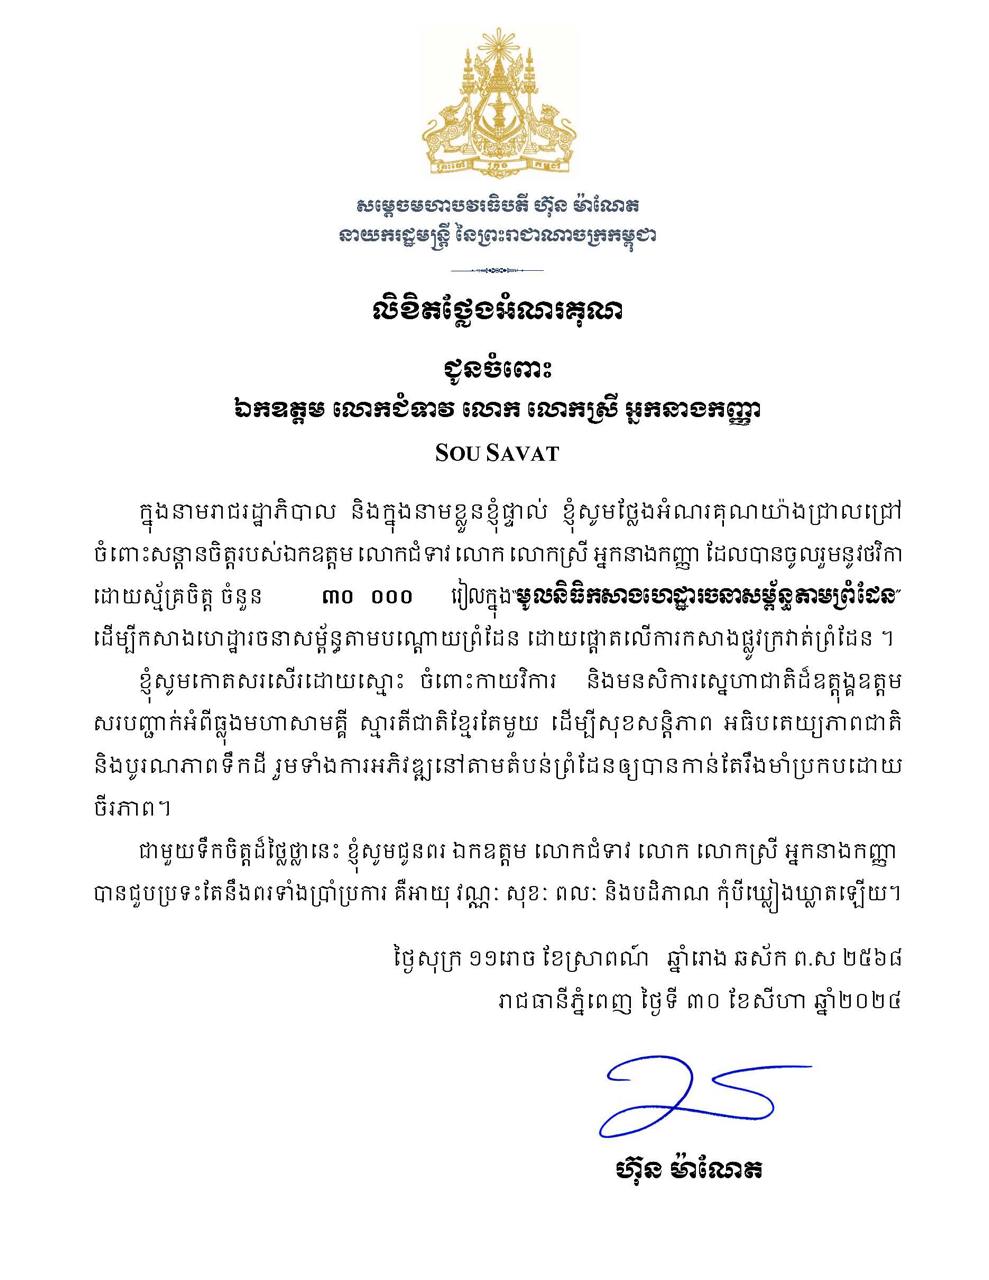 សម្តេចមហាបវរធិបតី ហ៊ុន ម៉ាណែត
នាយករដ្ឋមន្ត្រី នៃព្រះរាជាណាចក្រកម្ពុជា
លិខិតថ្លែងអំណរគុណ
ជូនចំពោះ
ឯកឧត្តម លោកជំទាវ លោក លោកស្រី អ្នកនាងកញ្ញា
SOU SAVAT
ក្នុងនាមរាជរដ្ឋាភិបាល និងក្នុងនាមខ្លួនខ្ញុំផ្ទាល់ ខ្ញុំសូមថ្លែងអំណរគុណយ៉ាងជ្រាលជ្រៅ
ចំពោះសន្តានចិត្តរបស់ឯកឧត្តម លោកជំទាវ លោក លោកស្រី អ្នកនាងកញ្ញា ដែលបានចូលរួមនូវថវិកា
ដោយស្ម័គ្រចិត្ត ចំនួន ៣០ ០០០ រៀលក្នុង“មូលនិធិកសាងហេដ្ឋារចនាសម្ព័ន្ធតាមព្រំដែន”
ដើម្បីកសាងហេដ្ឋារចនាសម្ព័ន្ធតាមបណ្តោយព្រំដែន ដោយផ្តោតលើការកសាងផ្លូវក្រវាត់ព្រំដែន ។
ខ្ញុំសូមកោតសរសើរដោយស្មោះ ចំពោះកាយវិការ និងមនសិការស្នេហាជាតិដ៏ឧត្តុង្គឧត្តម
សរបញ្ជាក់អំពីធ្លុងមហាសាមគ្គី ស្មារតីជាតិខ្មែរតែមួយ ដើម្បីសុខសន្តិភាព អធិបតេយ្យភាពជាតិ
និងបូរណភាពទឹកដី រួមទាំងការអភិវឌ្ឍនៅតាមតំបន់ព្រំដែនឲ្យបានកាន់តែរឹងមាំប្រកបដោយ
ចីរភាព។
ជាមួយទឹកចិត្តដ៏ថ្លៃថ្លានេះ ខ្ញុំសូមជូនពរ ឯកឧត្តម លោកជំទាវ លោក លោកស្រី អ្នកនាងកញ្ញា
បានជួបប្រទះតែនឹងពរទាំងប្រាំប្រការ គឺអាយុ វណ្ណៈ សុខៈ ពលៈ និងបដិភាណ កុំបីឃ្លៀងឃ្លាតឡើយ។
ថ្ងៃសុក្រ ១១រោច ខែស្រាពណ៍ ឆ្នាំរោង ឆស័ក ព.ស ២៥៦៨
រាជធានីភ្នំពេញ ថ្ងៃទី ៣០ ខែសីហា ឆ្នាំ២០២៤
ហ៊ុន ម៉ាណែត